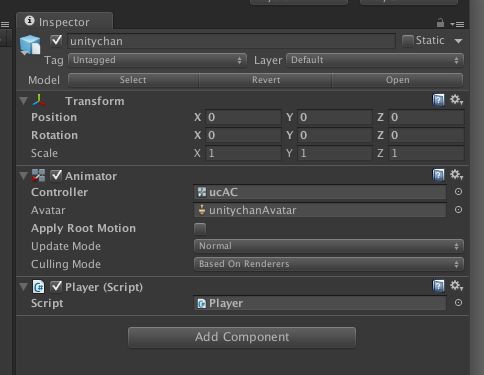 Inspector
unitychan
Static
Tag Untagged Layer Default
Model Select Revert Open
Transform
Position X 0 Y 0 Z 0
Rotation X 0 Y 0 Z 0
Scale X 1 Y 1 Z 1
Animator
Controller ucAC
Avatar unitychanAvatar
Apply Root Motion
Update Mode Normal
Culling Mode Based On Renderers
Player (Script)
Script Player
Add Component